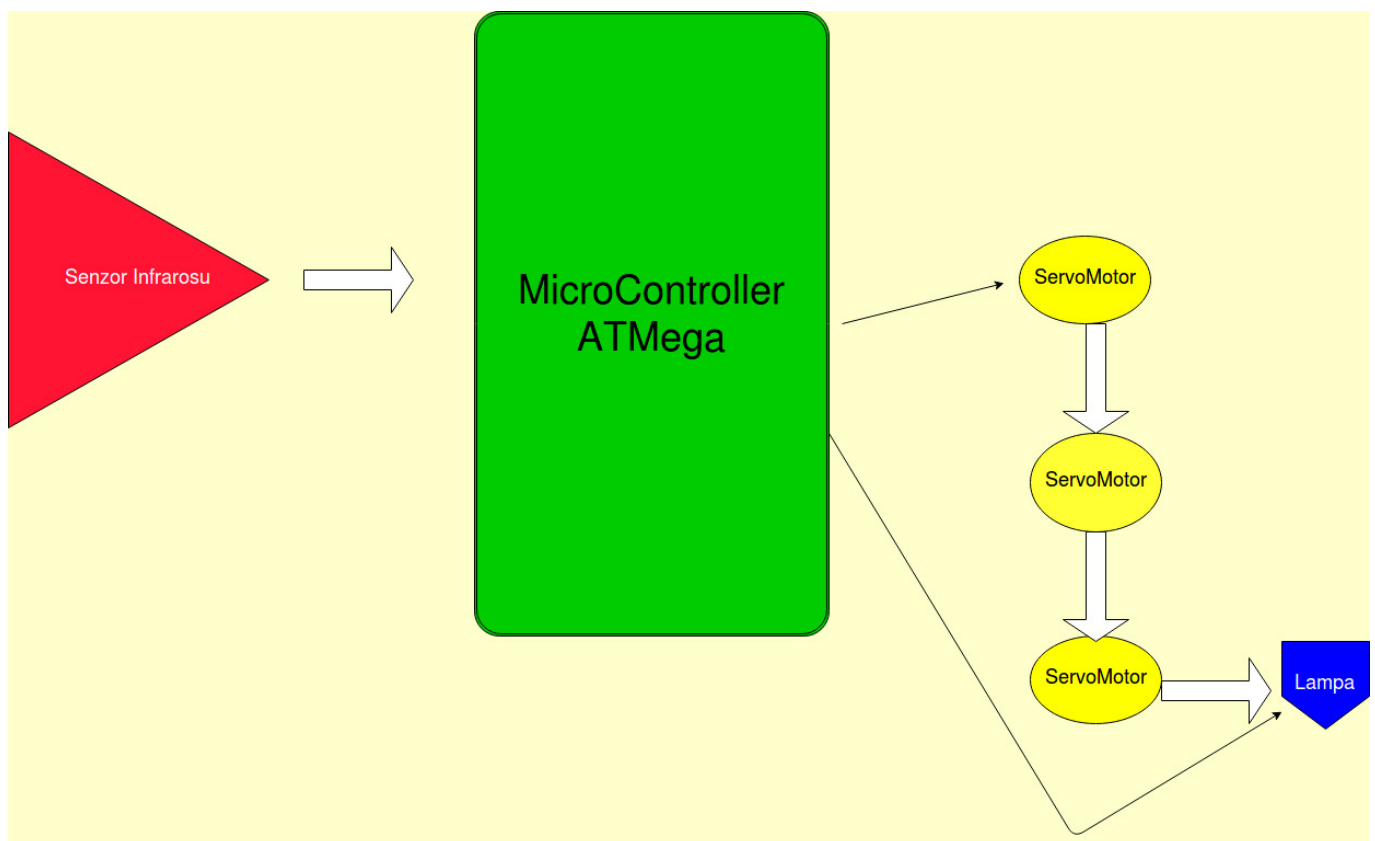 Senzor Infrarosu
MicroController
ATMega
ServoMotor
ServoMotor
ServoMotor
Lampa